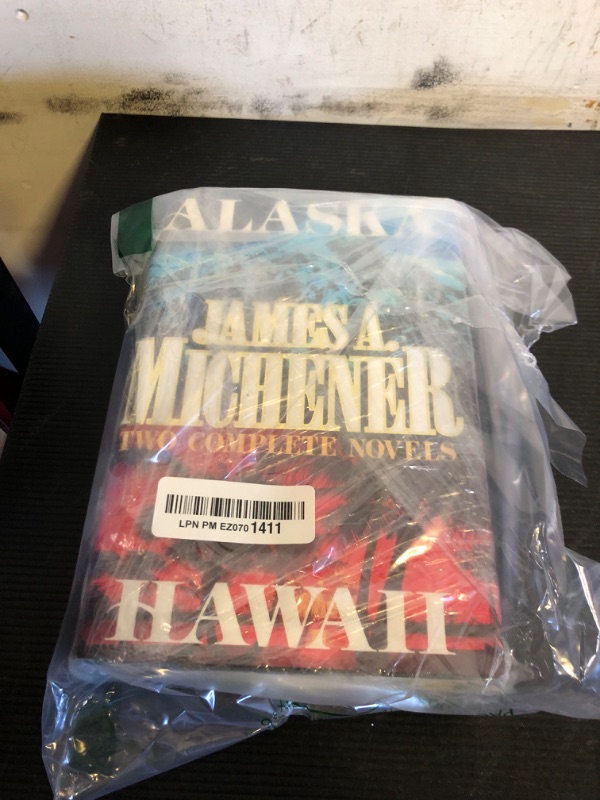 ALASKA
JAMES A.
MICHENER
TWO COMPLETE NOVELS
LPN PM EZ070 1411
HAWAII